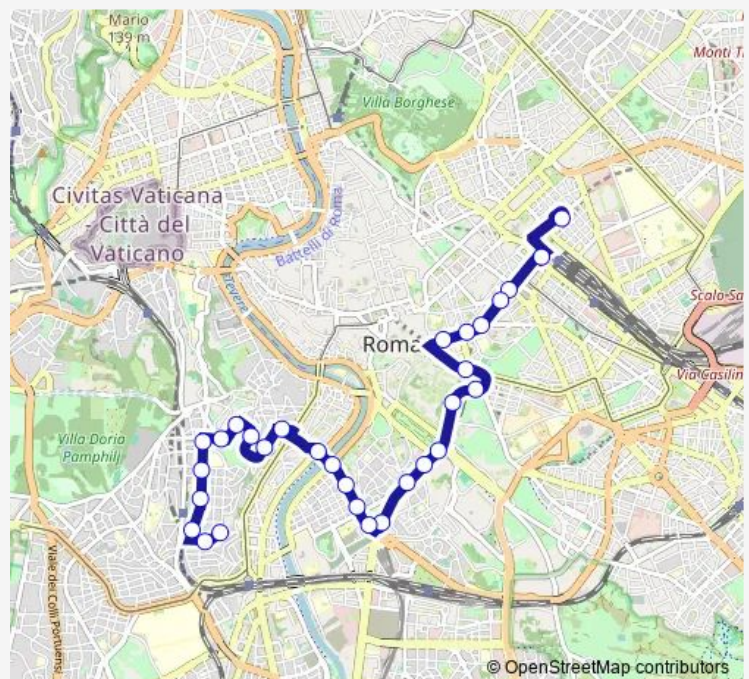 Mario
139 m
Monti T
Villa Borghese
Civitas Vaticana
- Città del
Vaticano
Battelli di Roma
Tevere
Scalo Sa
Roma
Via Casilin
Villa Doria
Pamphilj
Viale dei Colli Portuens
© OpenStreetMap contributors